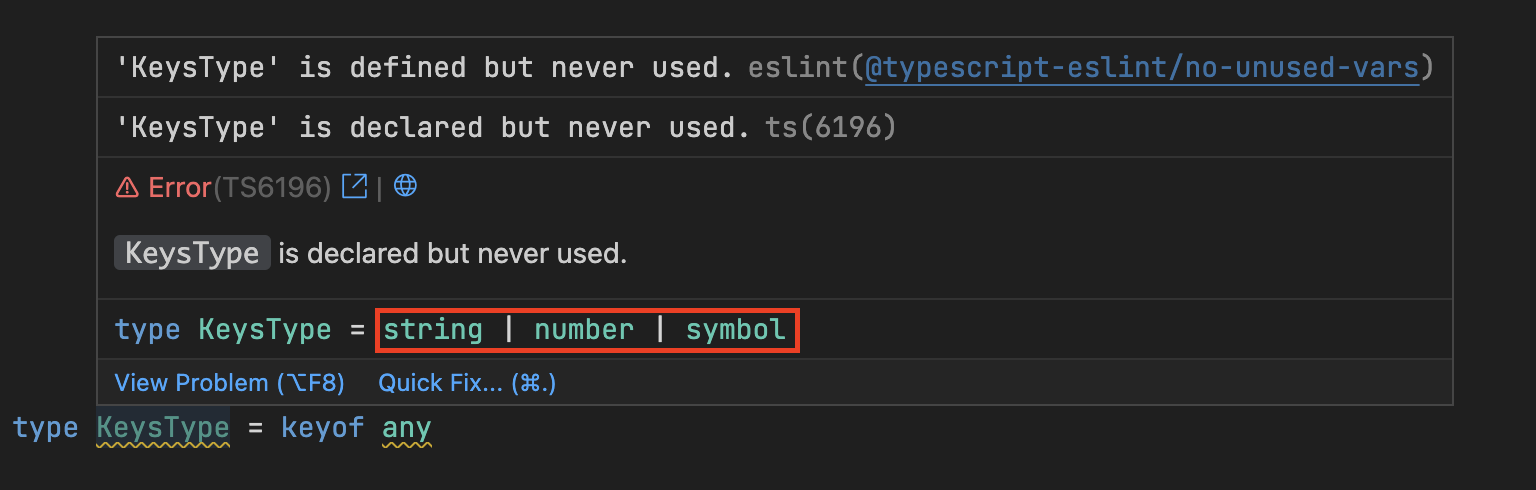 'KeysType' is defined but never used. eslint(@typescript-eslint/no-unused-vars)
'KeysType' is declared but never used. ts(6196)
Error(TS6196) |
KeysType is declared but never used.
type KeysType = string | number | symbol
View Problem (⌥F8) Quick Fix... (⌘.)
type KeysType = keyof any